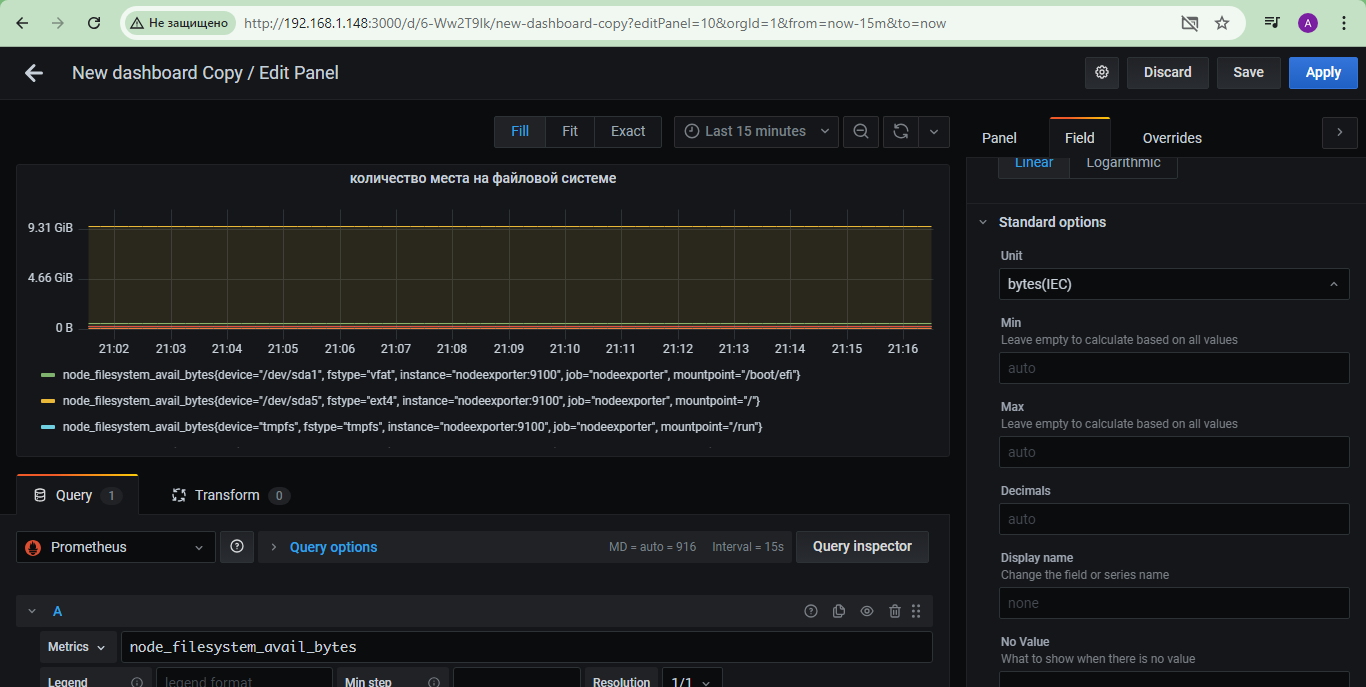 Не защищено
http://192.168.1.148:3000/d/6-Ww2T9Ik/new-dashboard-copy?editPanel=10&orgId=1&from=now-15m&to=now
A
New dashboard Copy / Edit Panel
Discard
Save
Apply
Fill
Fit
Exact
Last 15 minutes
Panel
Field
Overrides
Linear
Logarithmic
количество места на файловой системе
9.31 GiB
4.66 GiB
0 B
21:02 21:03 21:04 21:05 21:06 21:07 21:08 21:09 21:10 21:11 21:12 21:13 21:14 21:15 21:16
node_filesystem_avail_bytes{device="/dev/sda1", fstype="vfat", instance="nodeexporter:9100", job="nodeexporter", mountpoint="/boot/efi"}
node_filesystem_avail_bytes{device="/dev/sda5", fstype="ext4", instance="nodeexporter:9100", job="nodeexporter", mountpoint="/"}
node_filesystem_avail_bytes{device="tmpfs", fstype="tmpfs", instance="nodeexporter:9100", job="nodeexporter", mountpoint="/run"}
Query 1
Transform 0
Prometheus
Query options
MD = auto = 916
Interval = 15s
Query inspector
A
Metrics
node_filesystem_avail_bytes
Legend
legend format
Min step
Resolution
1/1
Standard options
Unit
bytes(IEC)
Min
Leave empty to calculate based on all values
auto
Max
Leave empty to calculate based on all values
auto
Decimals
auto
Display name
Change the field or series name
none
No Value
What to show when there is no value